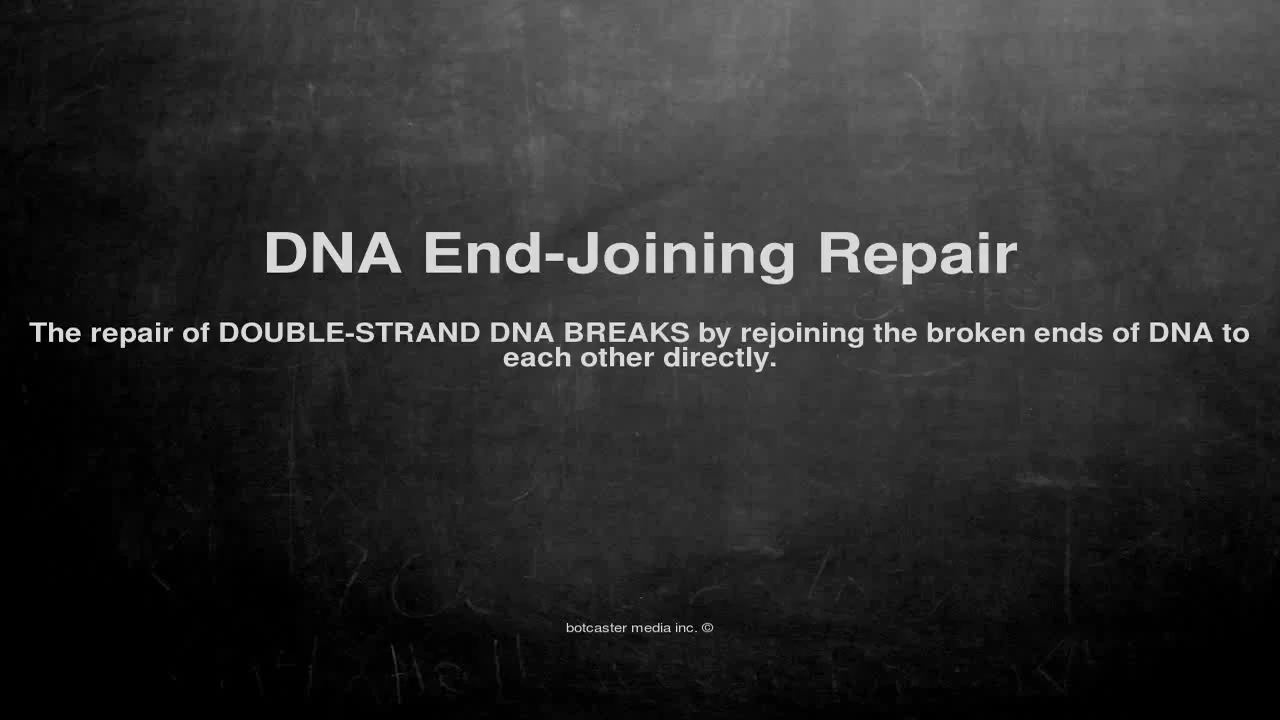 DNA End-Joining Repair
The repair of DOUBLE-STRAND DNA BREAKS by rejoining the broken ends of DNA to
each other directly.
botcaster media inc. ©